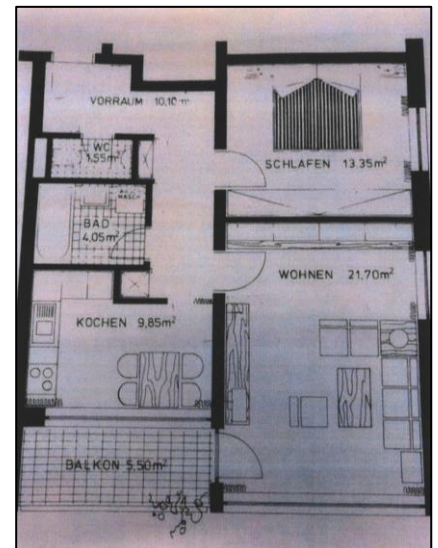 VORRAUM 10,10 m²
WC
1.55m²
SCHLAFEN 13.35m²
MASCH
BAD
4.05m²
WOHNEN 21,70m²
KOCHEN 9,85m²
BALKON 5,50m²